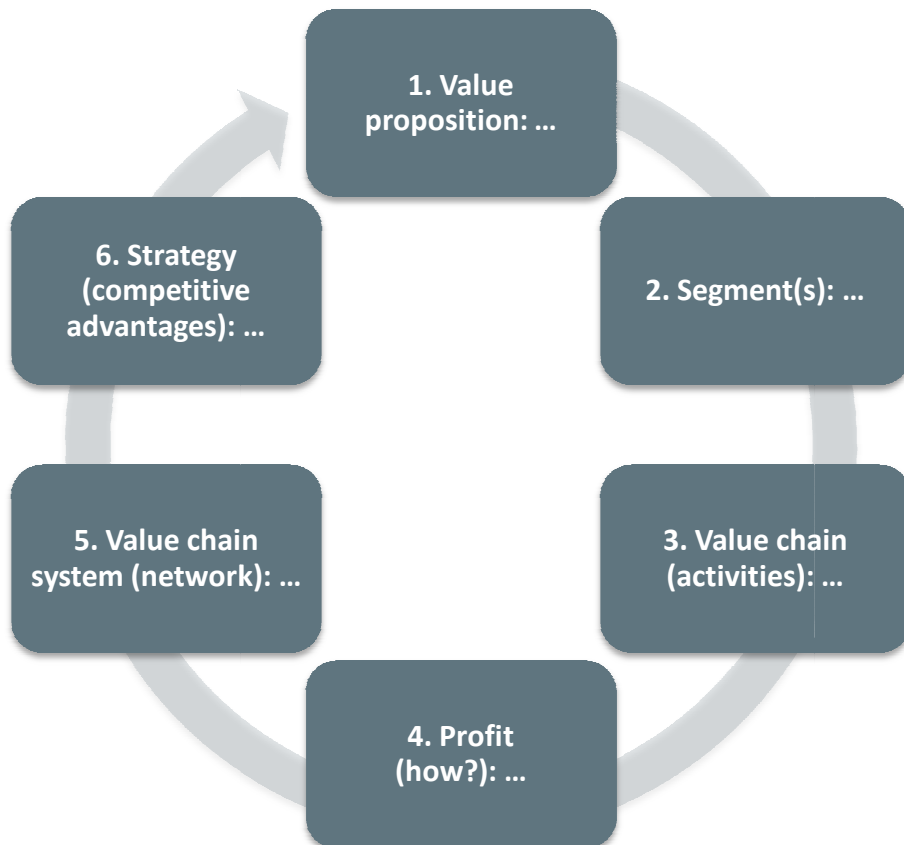 1. Value
proposition: ...
2. Segment(s): ...
3. Value chain
(activities): ...
4. Profit
(how?): ...
5. Value chain
system (network): ...
6. Strategy
(competitive
advantages): ...